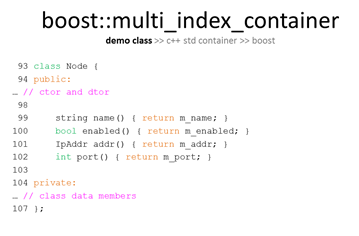 boost::multi_index_container
demo class >> c++ std container >> boost
93 class Node {
94 public:
… // ctor and dtor
98
99 string name() { return m_name; }
100 bool enabled() { return m_enabled; }
101 IpAddr addr() { return m_addr; }
102 int port() { return m_port; }
103
104 private:
… // class data members
107 };